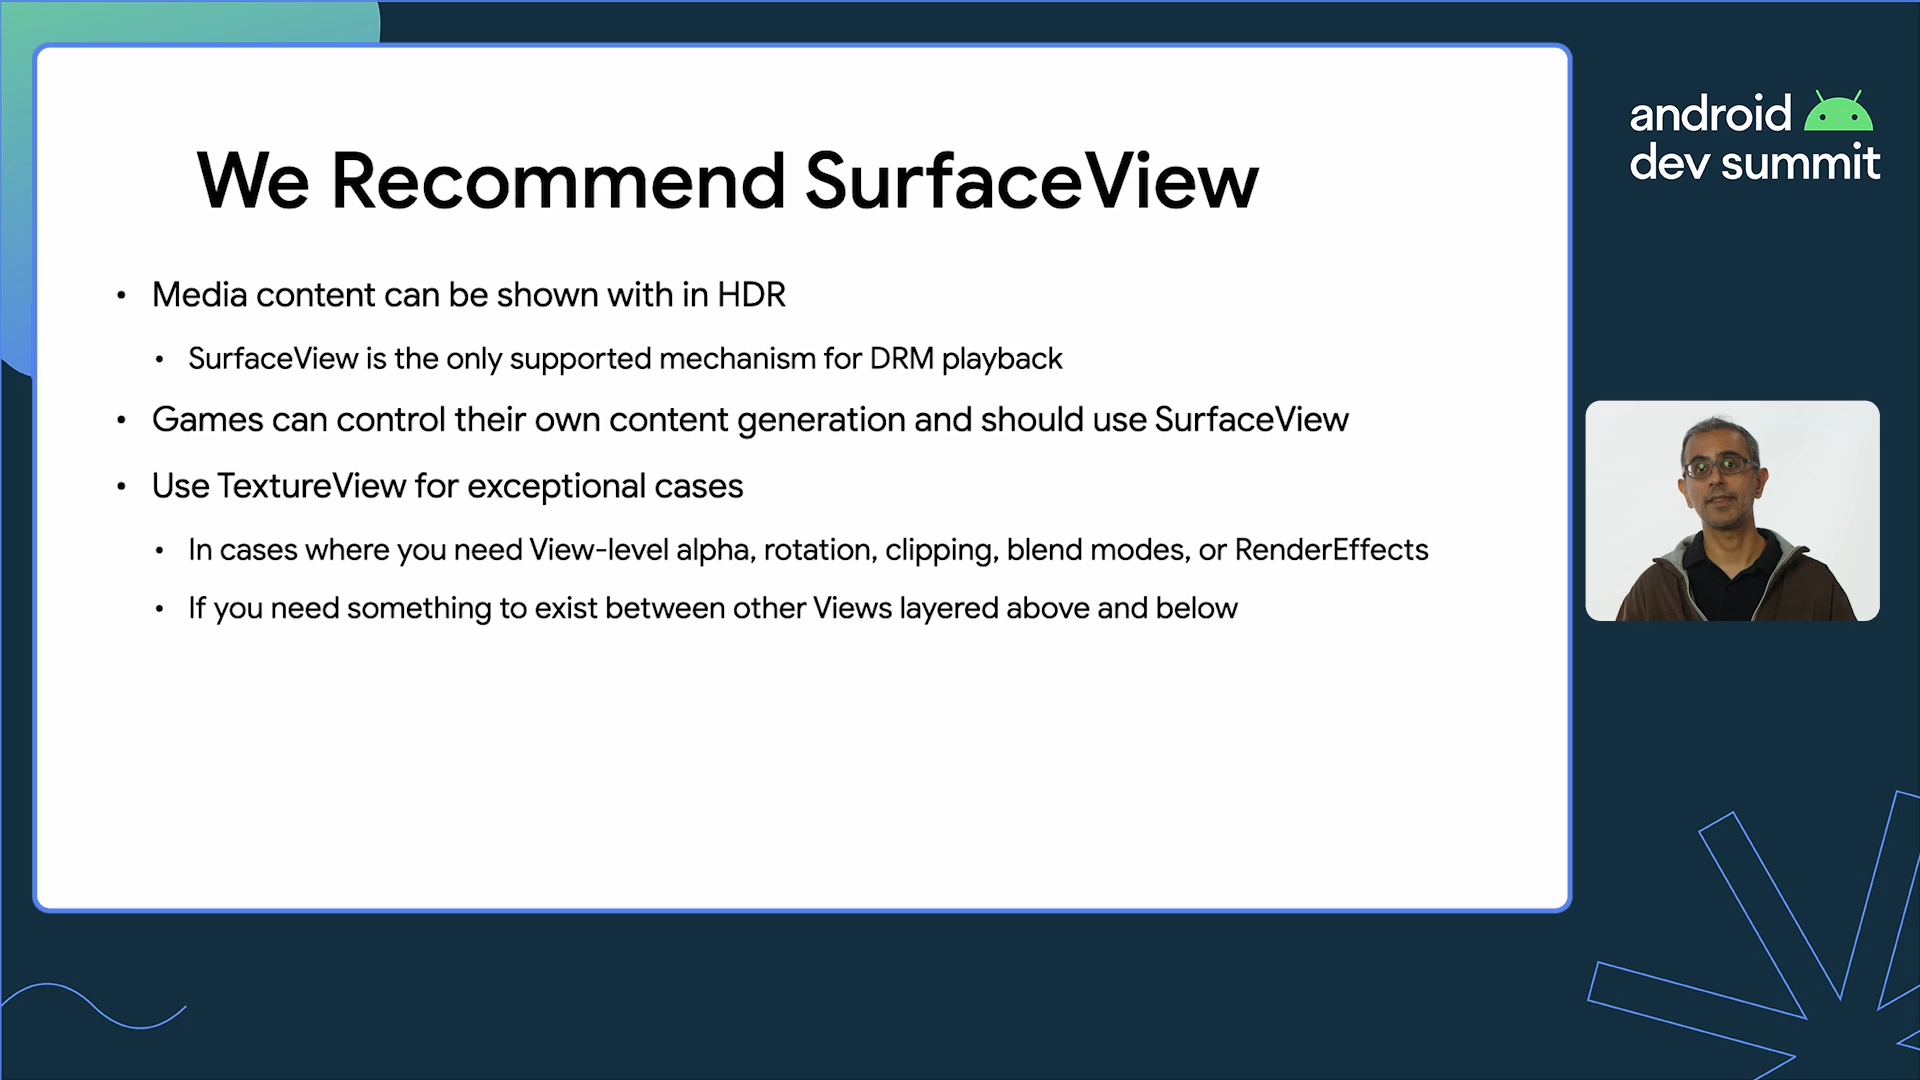 We Recommend SurfaceView
• Media content can be shown with in HDR
• SurfaceView is the only supported mechanism for DRM playback
• Games can control their own content generation and should use SurfaceView
• Use TextureView for exceptional cases
• In cases where you need View-level alpha, rotation, clipping, blend modes, or RenderEffects
• If you need something to exist between other Views layered above and below
android
dev summit